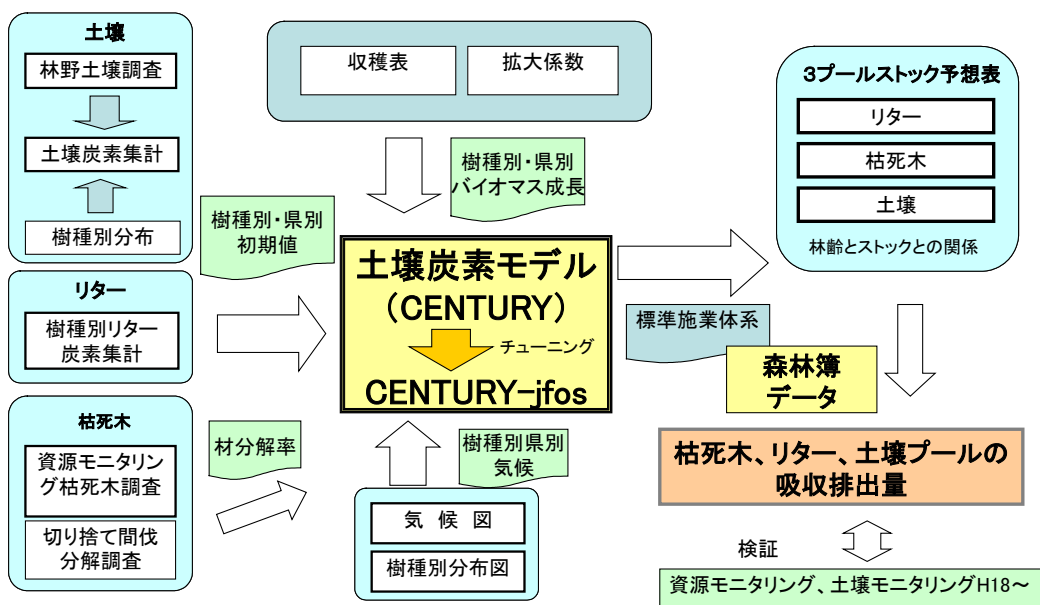 土壌
林野土壌調査
土壌炭素集計
樹種別分布
リター
樹種別リター
炭素集計
枯死木
資源モニタリン
グ枯死木調査
切り捨て間伐
分解調査
収穫表
拡大係数
樹種別・県別
バイオマス成長
樹種別・県別
初期値
材分解率
土壌炭素モデル
（CENTURY）
チューニング
CENTURY-jfos
樹種別県別
気候
気 候 図
樹種別分布図
３プールストック予想表
リター
枯死木
土壌
林齢とストックとの関係
標準施業体系
森林簿
データ
枯死木、リター、土壌プールの
吸収排出量
検証
資源モニタリング、土壌モニタリングH18～